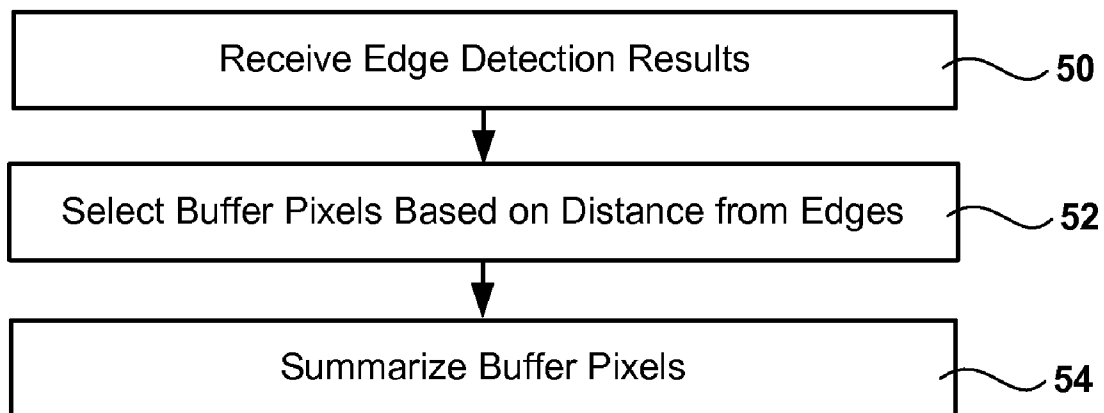 Receive Edge Detection Results
50
Select Buffer Pixels Based on Distance from Edges
52
Summarize Buffer Pixels
54